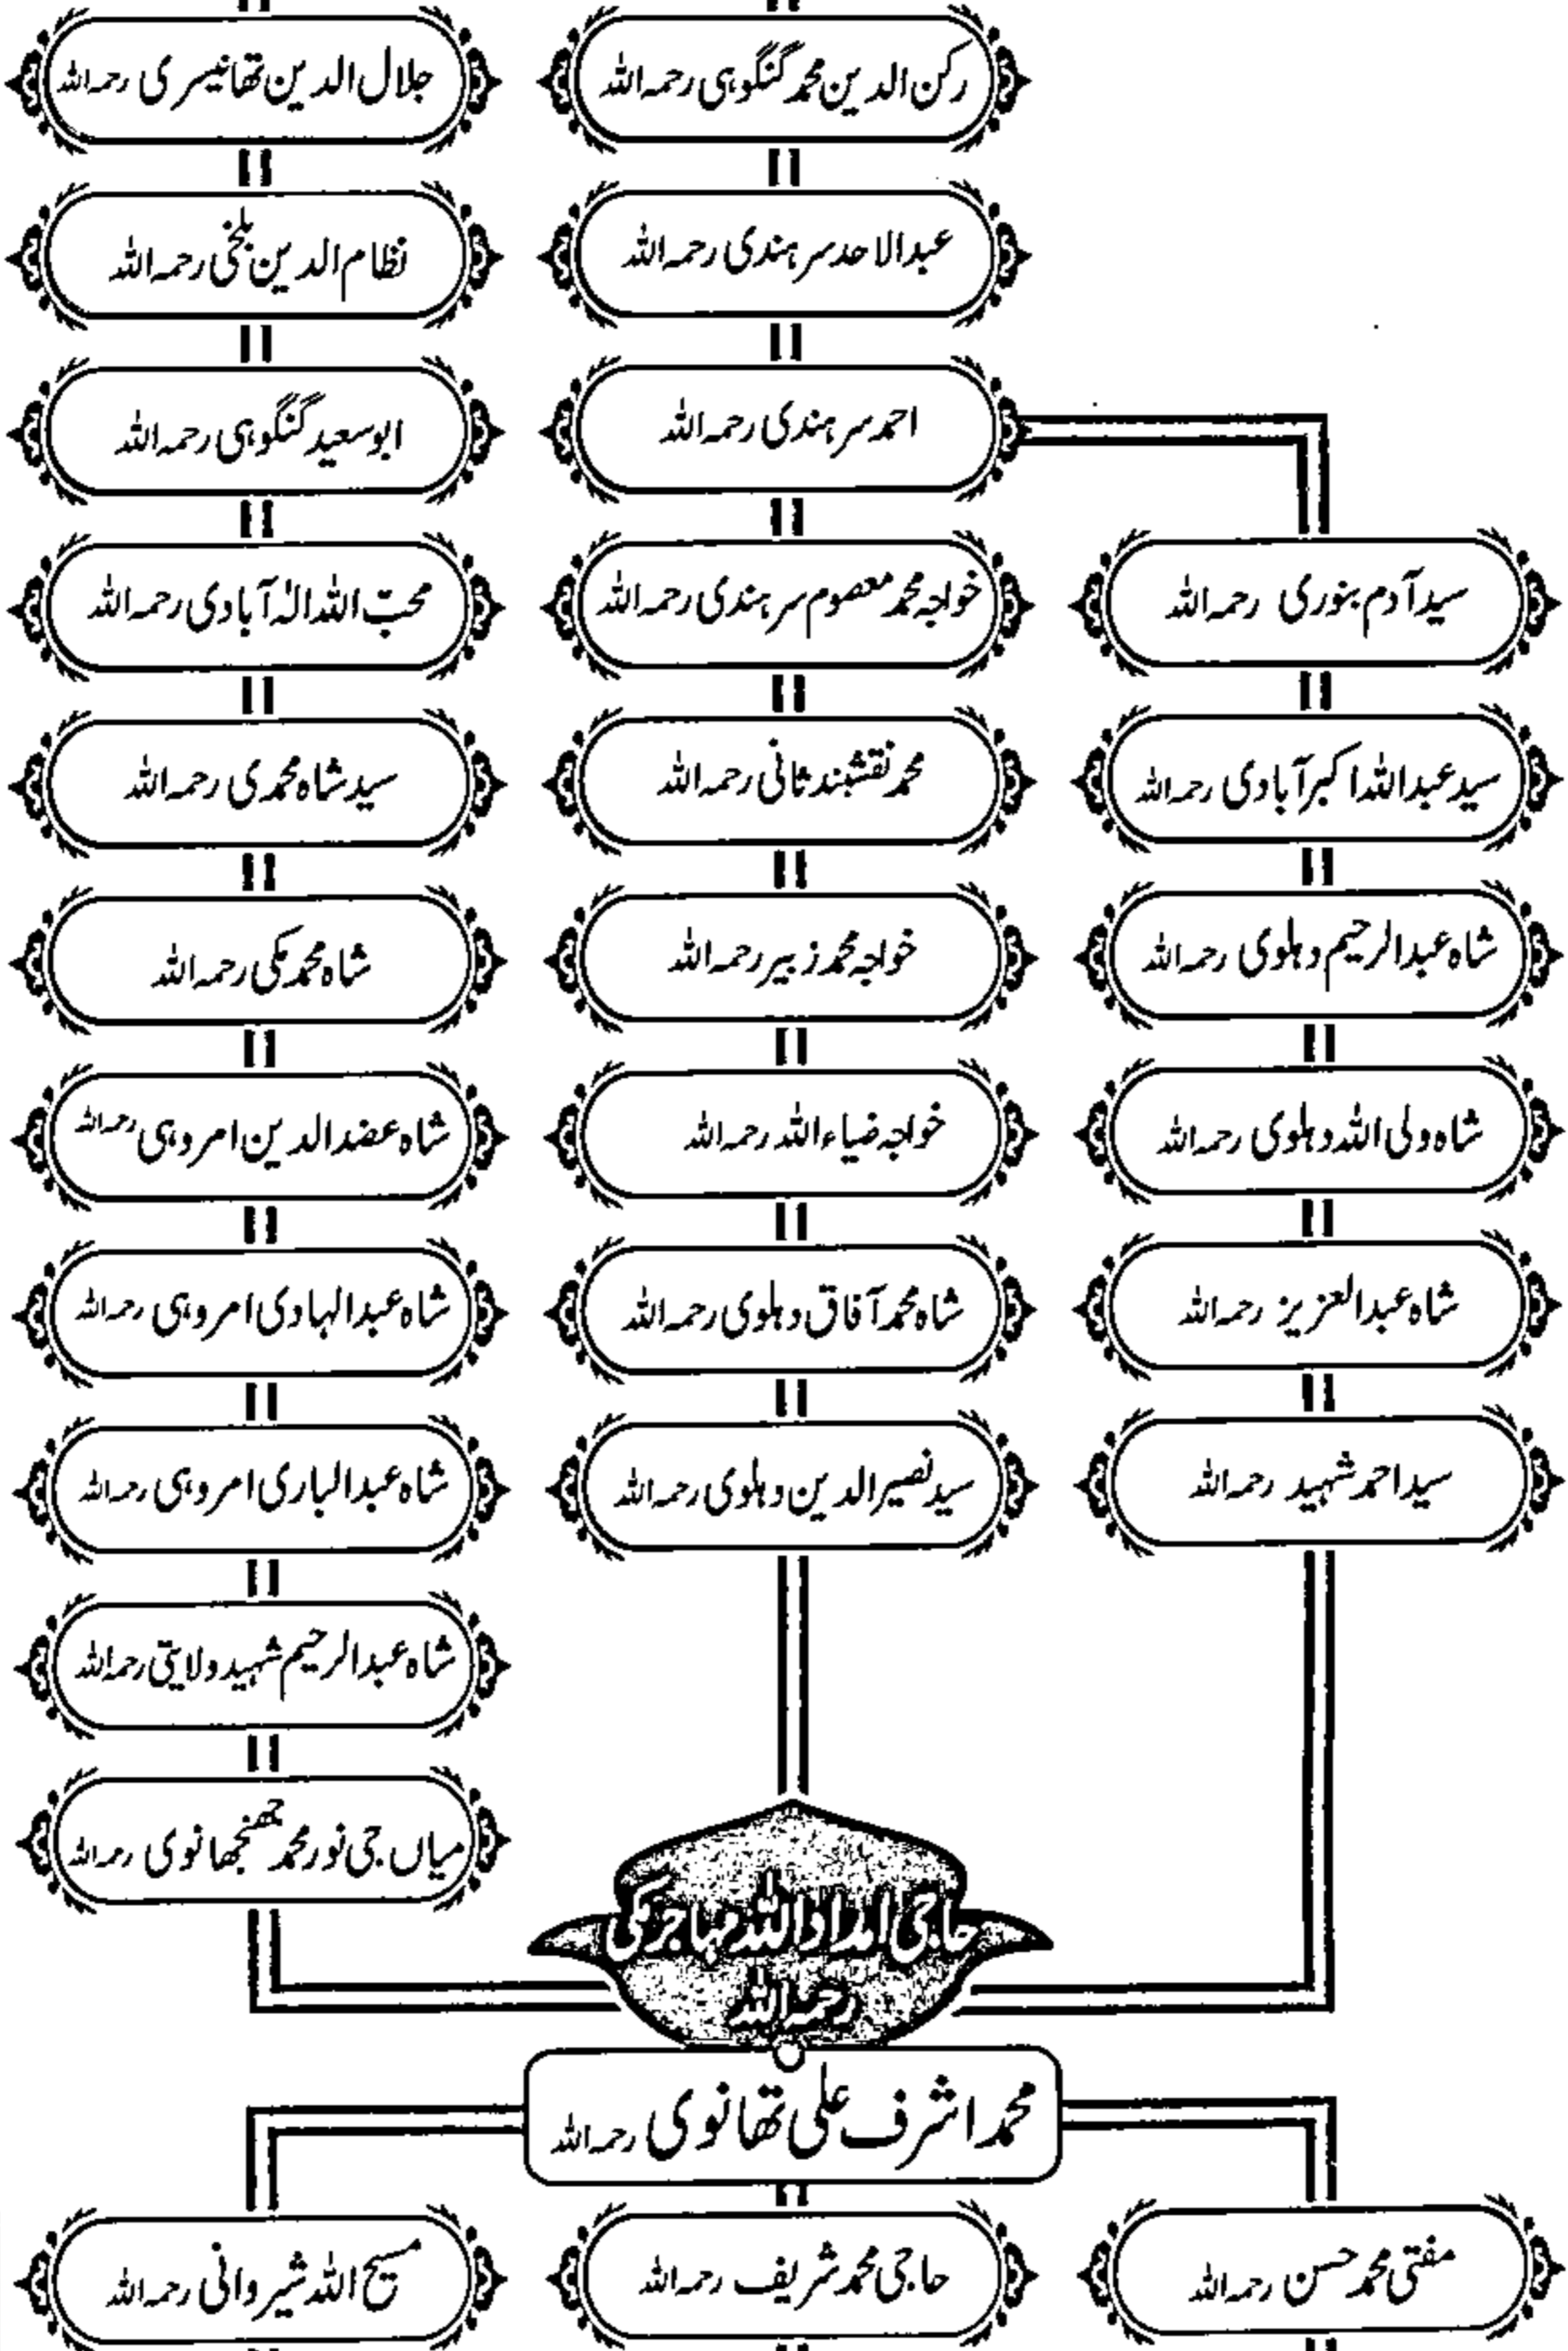 رکن الدین محمد گنگوہی رحمہ اللہ
جلال الدین تھانیسری رحمہ اللہ
عبدالاحد سرہندی رحمہ اللہ
نظام الدین بلخی رحمہ اللہ
احمد سرہندی رحمہ اللہ
ابوسعید گنگوہی رحمہ اللہ
سید آدم بنوری رحمہ اللہ
خواجہ محمد معصوم سرہندی رحمہ اللہ
محبّ اللہ الٰہ آبادی رحمہ اللہ
سید عبداللہ اکبر آبادی رحمہ اللہ
محمد نقشبند ثانی رحمہ اللہ
سید شاہ محمدی رحمہ اللہ
شاہ عبدالرحیم دہلوی رحمہ اللہ
خواجہ محمد زبیر رحمہ اللہ
شاہ محمد مکی رحمہ اللہ
شاہ ولی اللہ دہلوی رحمہ اللہ
خواجہ ضیاء اللہ رحمہ اللہ
شاہ عضد الدین امروہی رحمہ اللہ
شاہ عبدالعزیز رحمہ اللہ
شاہ محمد آفاق دہلوی رحمہ اللہ
شاہ عبدالہادی امروہی رحمہ اللہ
سید احمد شہید رحمہ اللہ
سید نصیر الدین دہلوی رحمہ اللہ
شاہ عبدالباری امروہی رحمہ اللہ
شاہ عبدالرحیم شہید ولایتی رحمہ اللہ
میاں جی نور محمد جھنجھانوی رحمہ اللہ
حاجی امداد اللہ مہاجر مکی
رحمہ اللہ
محمد اشرف علی تھانوی رحمہ اللہ
مفتی محمد حسن رحمہ اللہ
حاجی محمد شریف رحمہ اللہ
مسیح اللہ شیروانی رحمہ اللہ